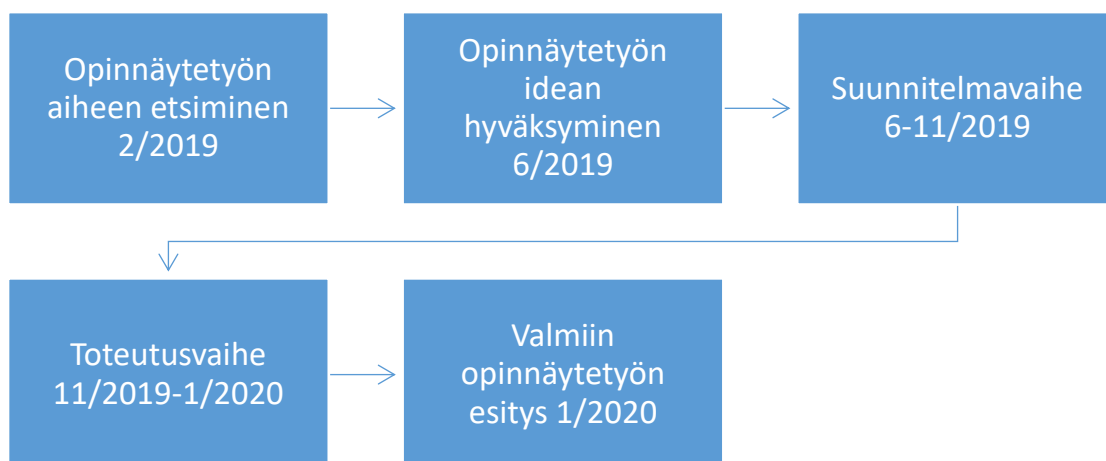 Opinnäytetyön
aiheen etsiminen
2/2019
Opinnäytetyön
idean
hyväksyminen
6/2019
Suunnitelmavaihe
6-11/2019
Toteutusvaihe
11/2019-1/2020
Valmiin
opinnäytetyön
esitys 1/2020